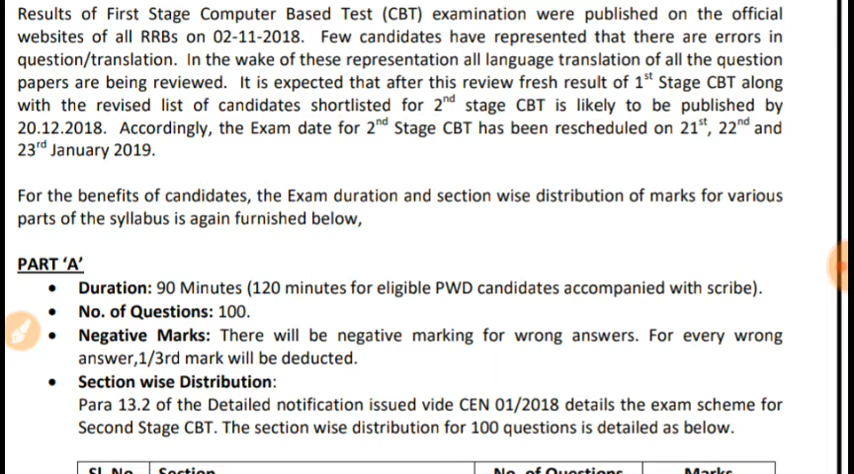 Results of First Stage Computer Based Test (CBT) examination were published on the official
websites of all RRBs on 02-11-2018. Few candidates have represented that there are errors in
question/translation. In the wake of these representation all language translation of all the question
papers are being reviewed. It is expected that after this review fresh result of 1st Stage CBT along
with the revised list of candidates shortlisted for 2nd stage CBT is likely to be published by
20.12.2018. Accordingly, the Exam date for 2nd Stage CBT has been rescheduled on 21st, 22nd and
23rd January 2019.
For the benefits of candidates, the Exam duration and section wise distribution of marks for various
parts of the syllabus is again furnished below,
PART ‘A’
• Duration: 90 Minutes (120 minutes for eligible PWD candidates accompanied with scribe).
• No. of Questions: 100.
• Negative Marks: There will be negative marking for wrong answers. For every wrong
answer,1/3rd mark will be deducted.
• Section wise Distribution:
Para 13.2 of the Detailed notification issued vide CEN 01/2018 details the exam scheme for
Second Stage CBT. The section wise distribution for 100 questions is detailed as below.
Sl. No Section No. of Questions Marks